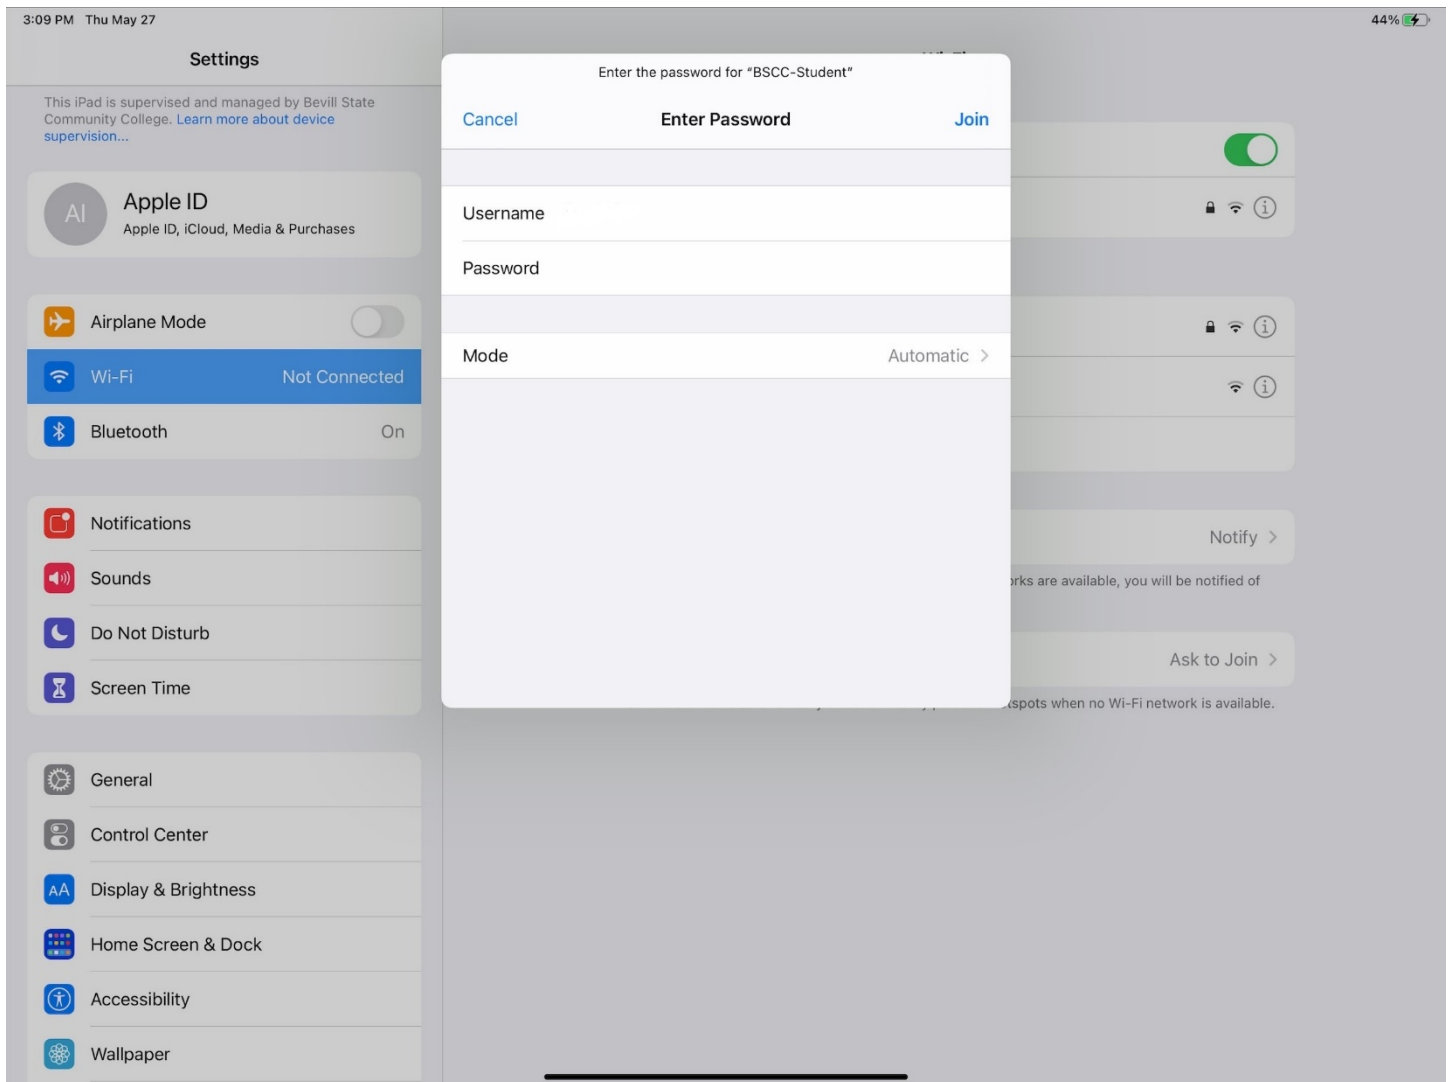 3:09 PM Thu May 27
44%
Settings
This iPad is supervised and managed by Bevill State
Community College. Learn more about device
supervision...
AI
Apple ID
Apple ID, iCloud, Media & Purchases
Airplane Mode
Wi-Fi Not Connected
Bluetooth On
Notifications
Sounds
Do Not Disturb
Screen Time
General
Control Center
AA Display & Brightness
Home Screen & Dock
Accessibility
Wallpaper
Enter the password for “BSCC-Student”
Cancel Enter Password Join
Username
Password
Mode Automatic
Notify
are available, you will be notified of
Ask to Join
when no Wi-Fi network is available.